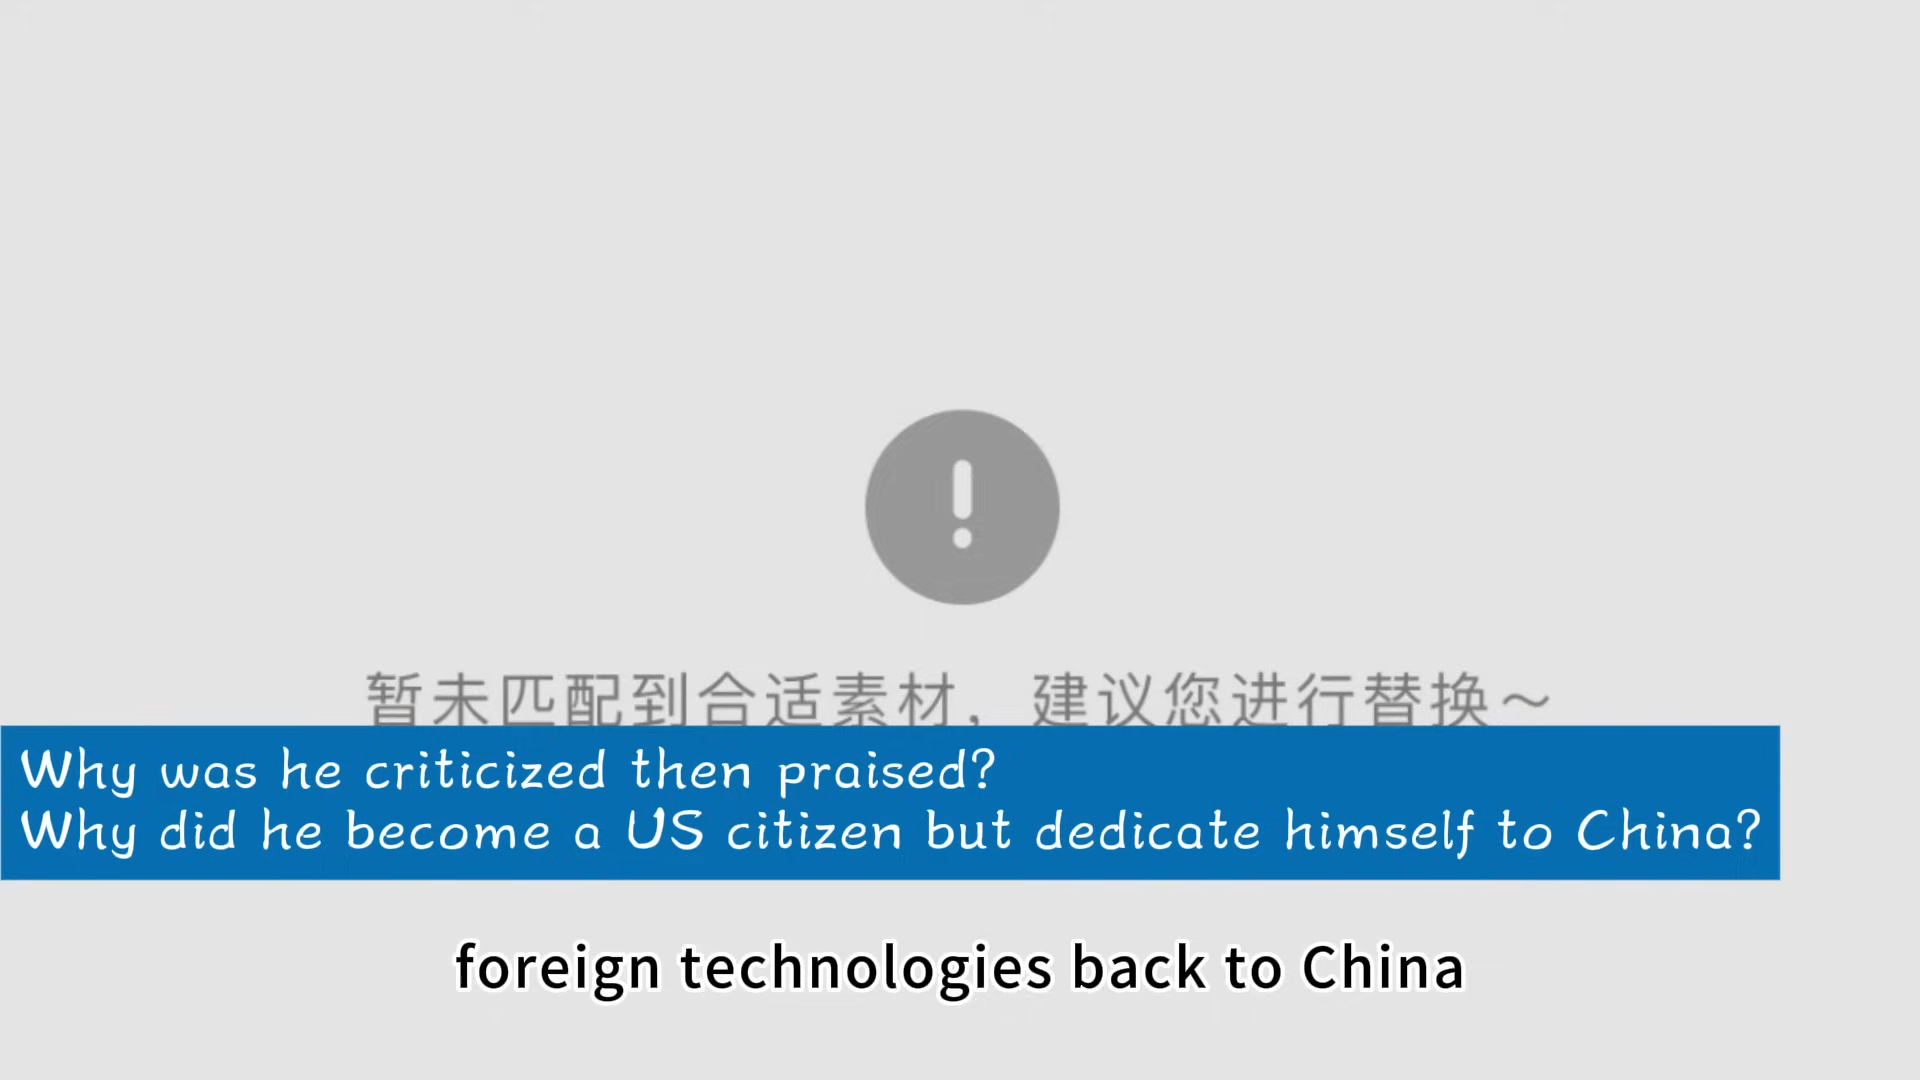 暂未匹配到合适素材，建议您进行替换～
Why was he criticized then praised?
Why did he become a US citizen but dedicate himself to China?
foreign technologies back to China